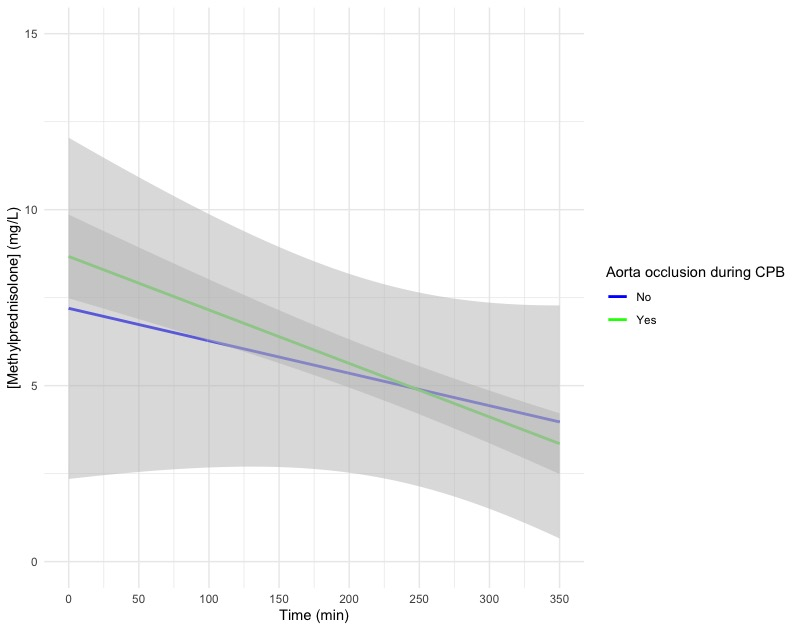 [Methylprednisolone] (mg/L)
15
10
5
0
0 50 100 150 200 250 300 350
Time (min)
Aorta occlusion during CPB
No
Yes